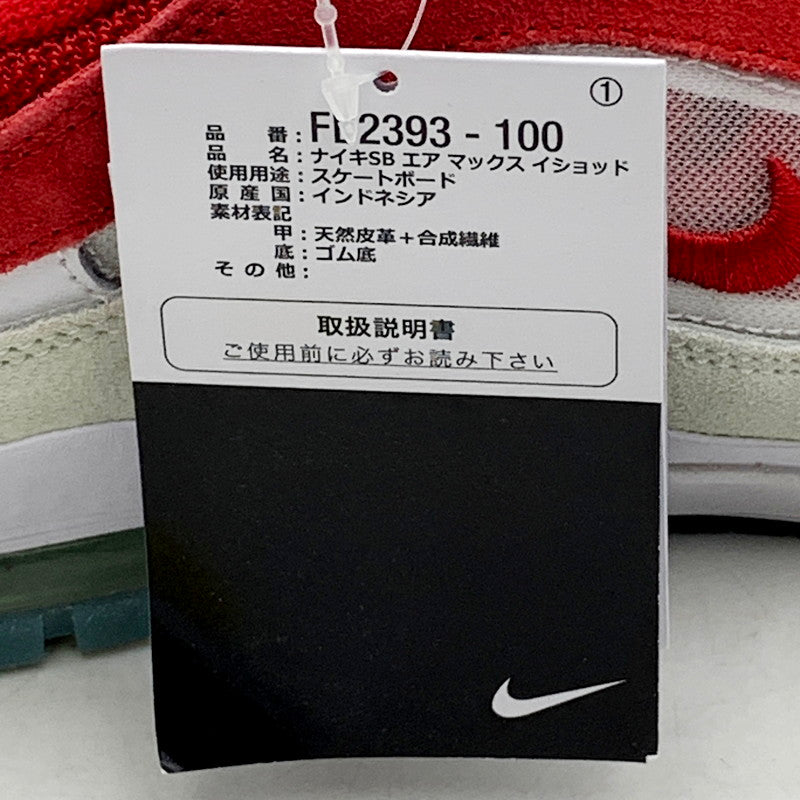 ①
品 番 : 2393 - 100
品 名 : ナイキSB エア マックス イショッド
使用用途 : スケートボード
原 産 国 : インドネシア
素材表記
甲 : 天然皮革＋合成繊維
底 : ゴム底
そ の 他 :
取扱説明書
ご使用前に必ずお読み下さい